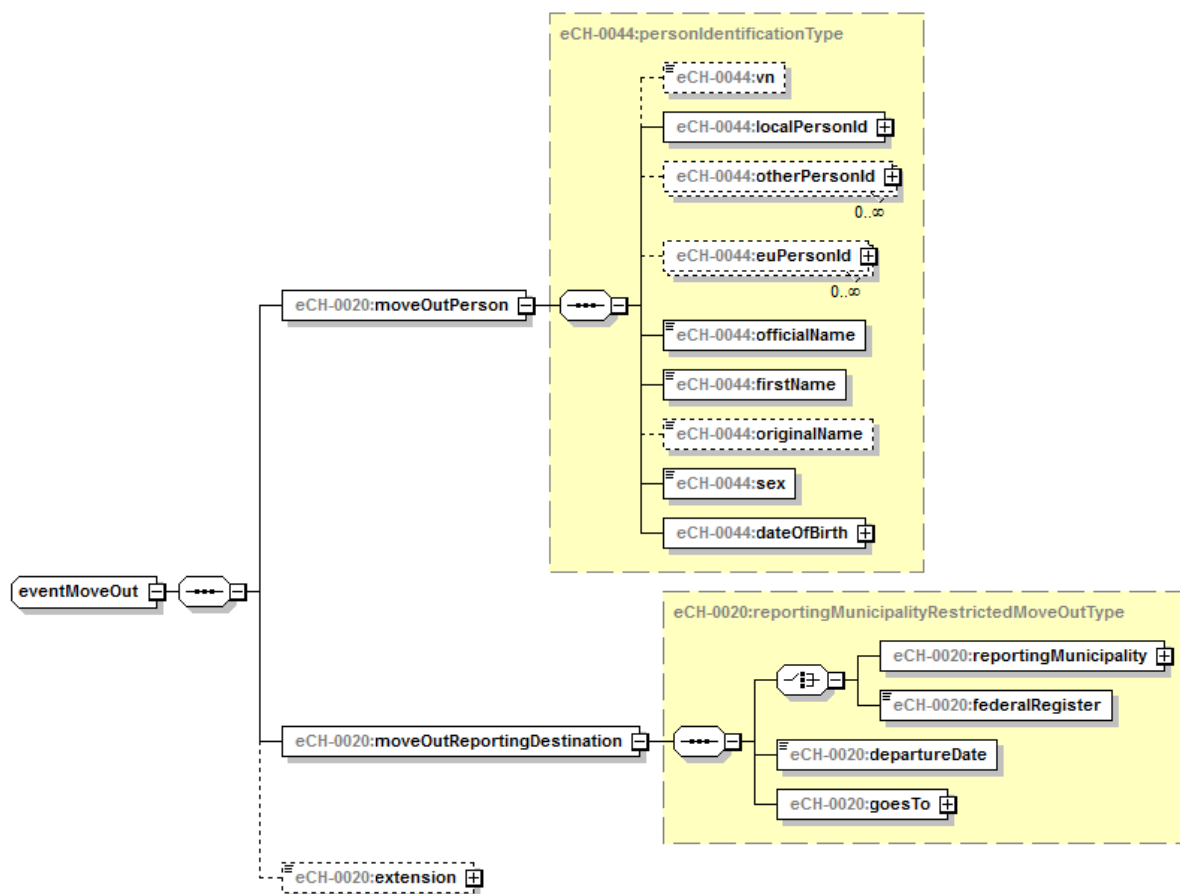 eCH-0044:personIdentificationType
eCH-0044:vn
eCH-0044:localPersonId
eCH-0044:otherPersonId
0..∞
eCH-0044:euPersonId
0..∞
eCH-0020:moveOutPerson
eCH-0044:officialName
eCH-0044:firstName
eCH-0044:originalName
eCH-0044:sex
eCH-0044:dateOfBirth
eventMoveOut
eCH-0020:reportingMunicipalityRestrictedMoveOutType
eCH-0020:reportingMunicipality
eCH-0020:federalRegister
eCH-0020:moveOutReportingDestination
eCH-0020:departureDate
eCH-0020:goesTo
eCH-0020:extension